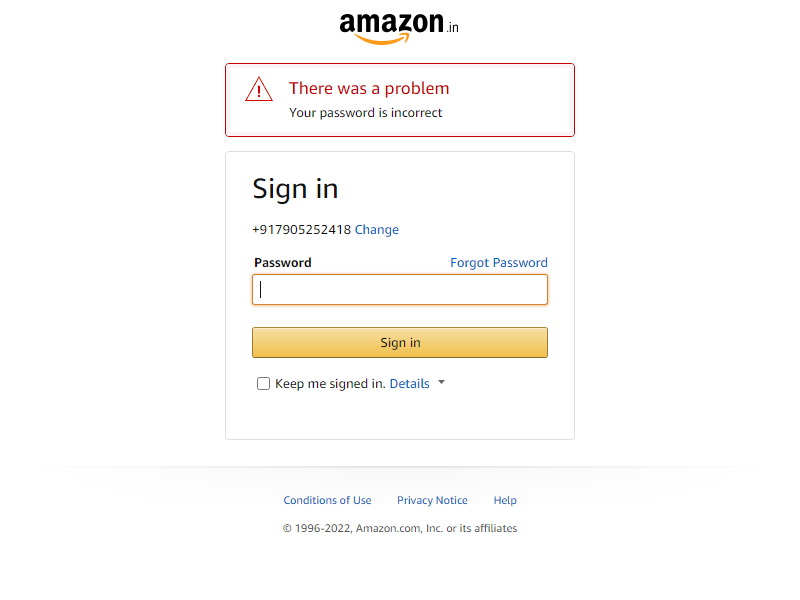 amazon.in
There was a problem
Your password is incorrect
Sign in
+917905252418 Change
Password Forgot Password
Sign in
Keep me signed in. Details
Conditions of Use Privacy Notice Help
© 1996-2022, Amazon.com, Inc. or its affiliates